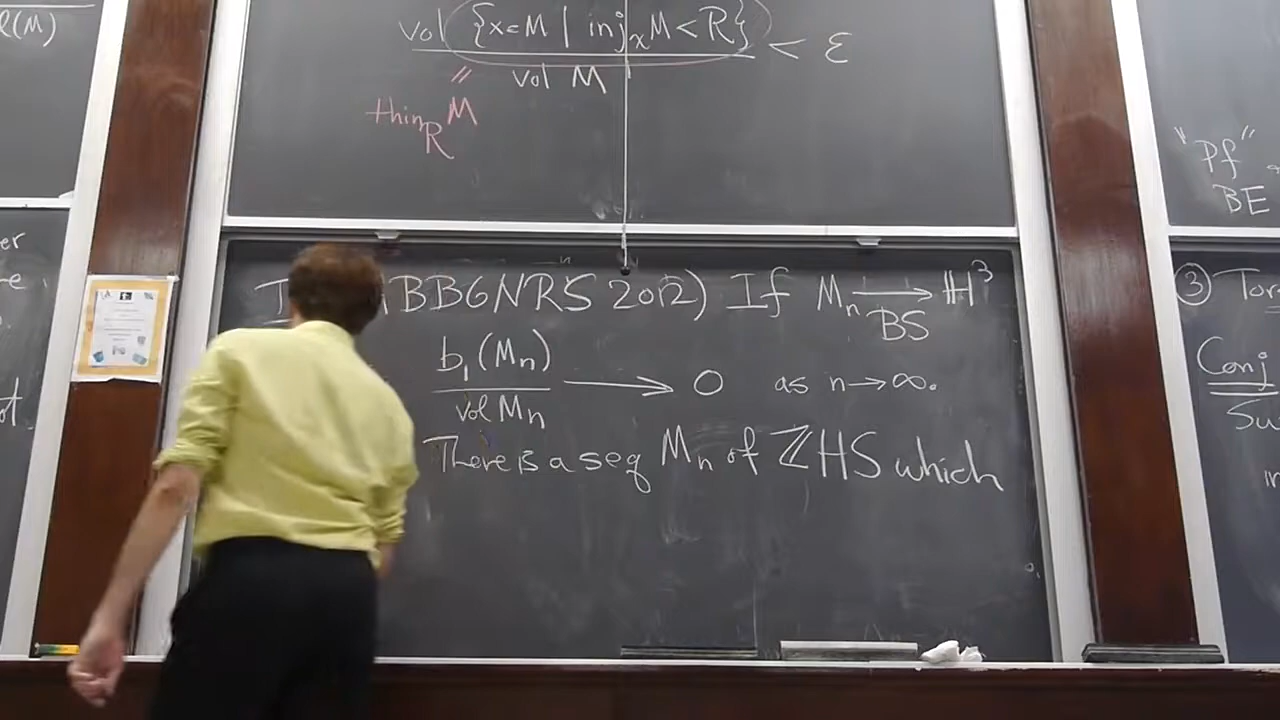 l(M)
er
e
t
vol {x∈M | inj_x M < R}
vol M
< ε
"
thin_R M
(BBGNRS 2012) If M_n ⟶ ℍ³
BS
b₁(M_n)
vol M_n
⟶ 0 as n→∞.
There is a seq M_n of ℤHS which
"Pf"
BE
③ Tor
Conj
Su